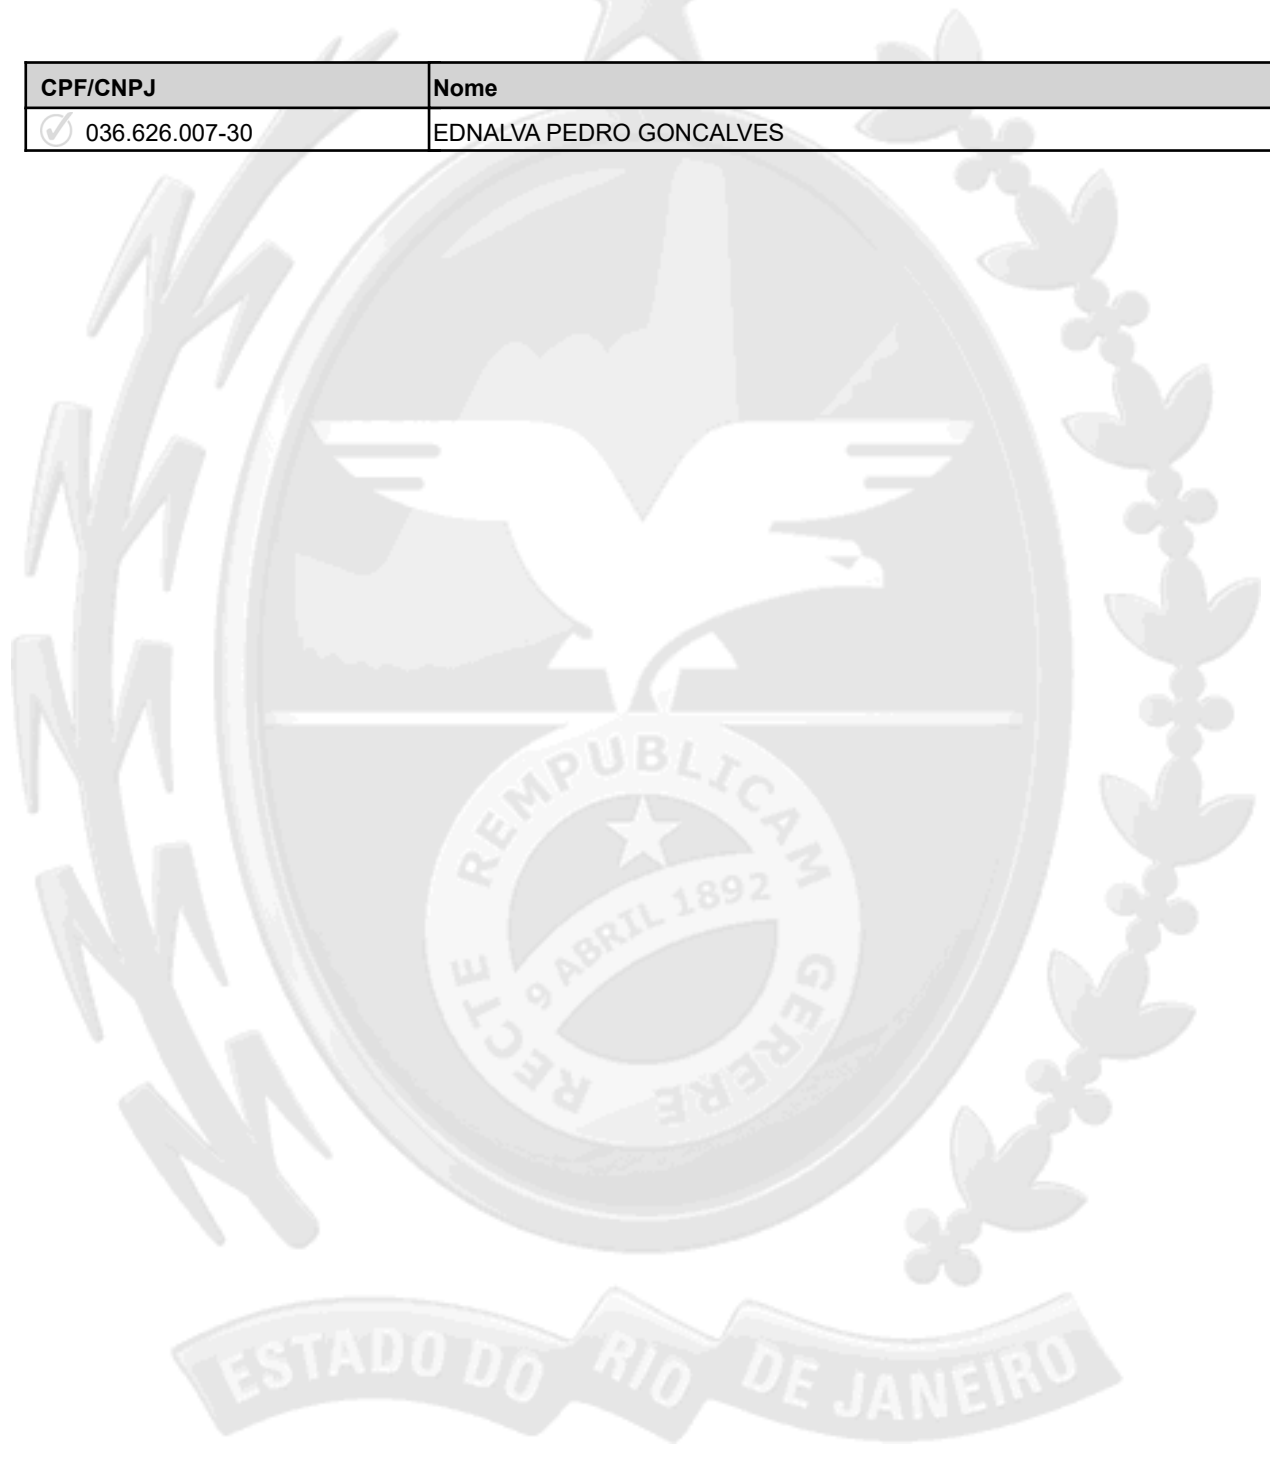 CPF/CNPJ Nome
036.626.007-30 EDNALVA PEDRO GONCALVES
REMPUBLICAM
9 ABRIL 1892
RECTE GERERE
ESTADO DO RIO DE JANEIRO